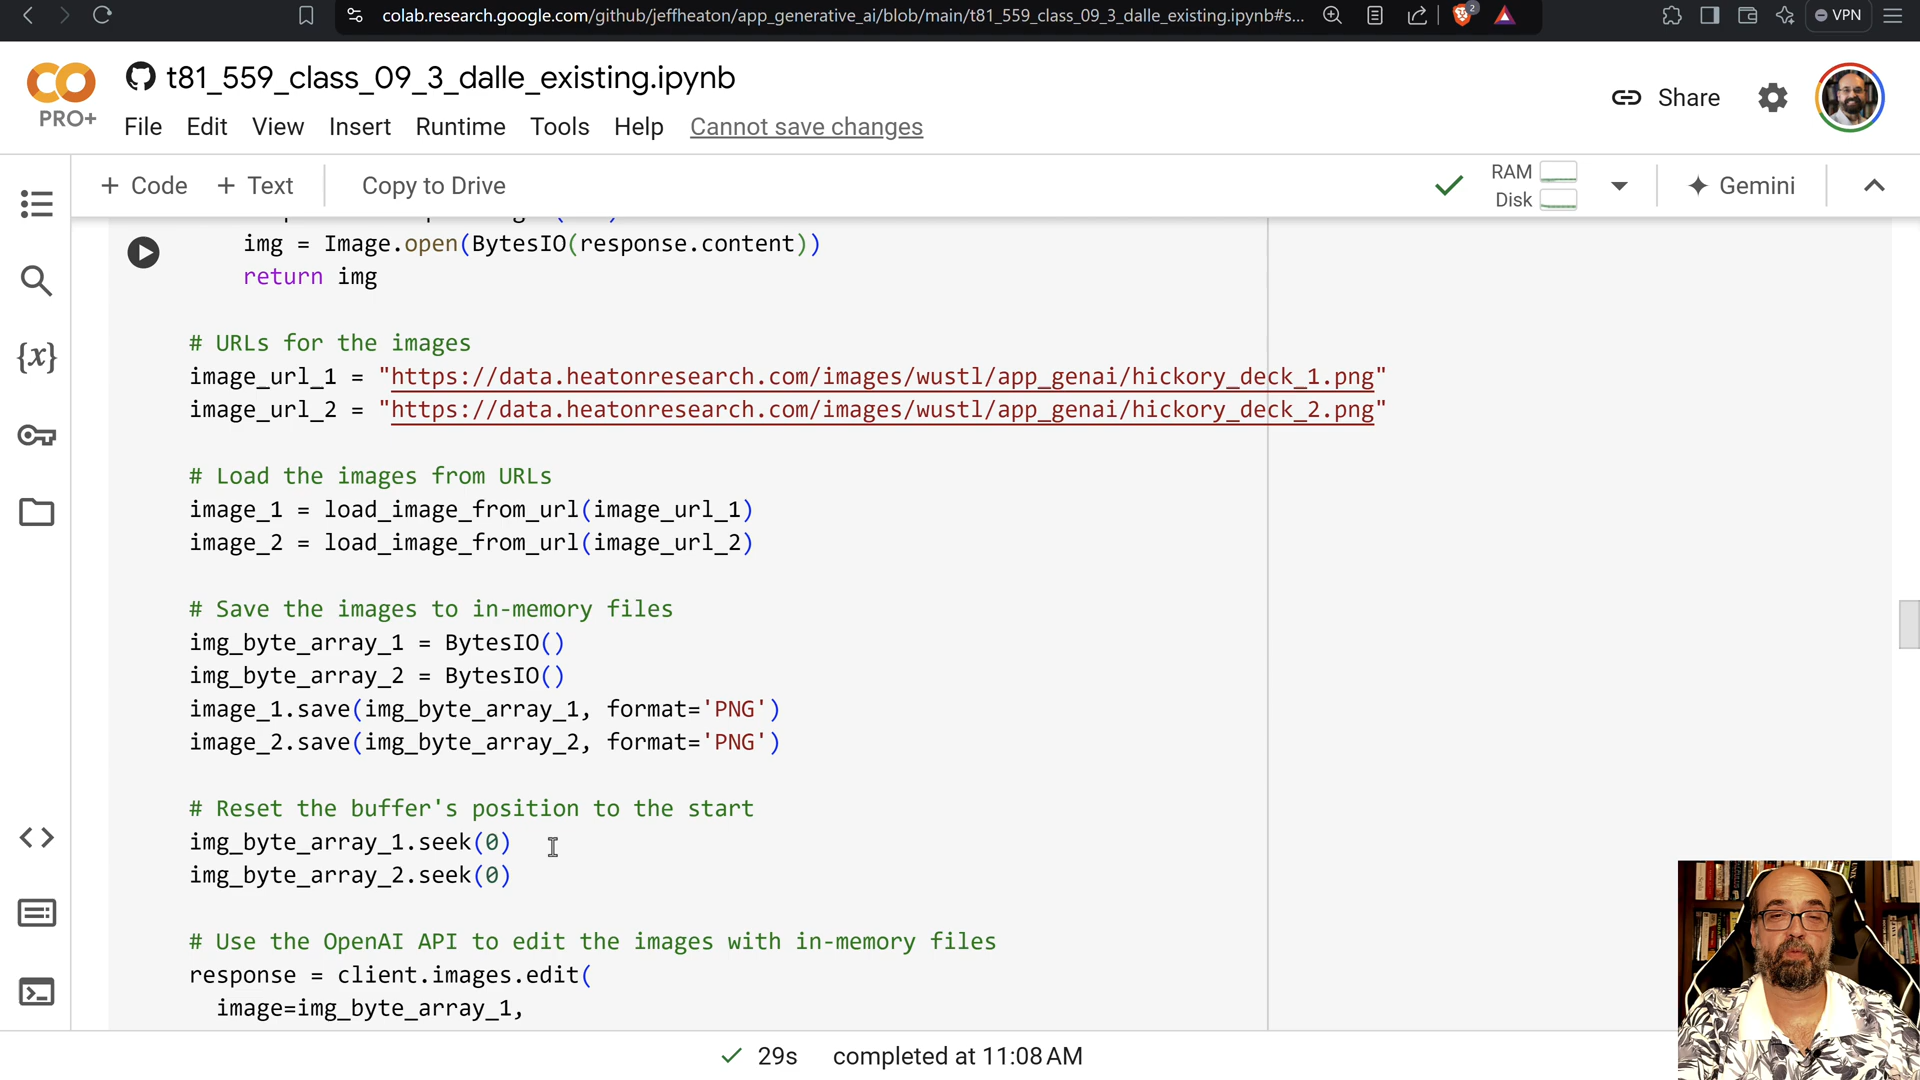 colab.research.google.com/github/jeffheaton/app_generative_ai/blob/main/t81_559_class_09_3_dalle_existing.ipynb#s...
2
VPN
PRO+
t81_559_class_09_3_dalle_existing.ipynb
Share
File Edit View Insert Runtime Tools Help Cannot save changes
+ Code + Text Copy to Drive
RAM
Disk
Gemini
img = Image.open(BytesIO(response.content))
return img
# URLs for the images
image_url_1 = "https://data.heatonresearch.com/images/wustl/app_genai/hickory_deck_1.png"
image_url_2 = "https://data.heatonresearch.com/images/wustl/app_genai/hickory_deck_2.png"
# Load the images from URLs
image_1 = load_image_from_url(image_url_1)
image_2 = load_image_from_url(image_url_2)
# Save the images to in-memory files
img_byte_array_1 = BytesIO()
img_byte_array_2 = BytesIO()
image_1.save(img_byte_array_1, format='PNG')
image_2.save(img_byte_array_2, format='PNG')
# Reset the buffer's position to the start
img_byte_array_1.seek(0)
img_byte_array_2.seek(0)
# Use the OpenAI API to edit the images with in-memory files
response = client.images.edit(
image=img_byte_array_1,
29s completed at 11:08 AM